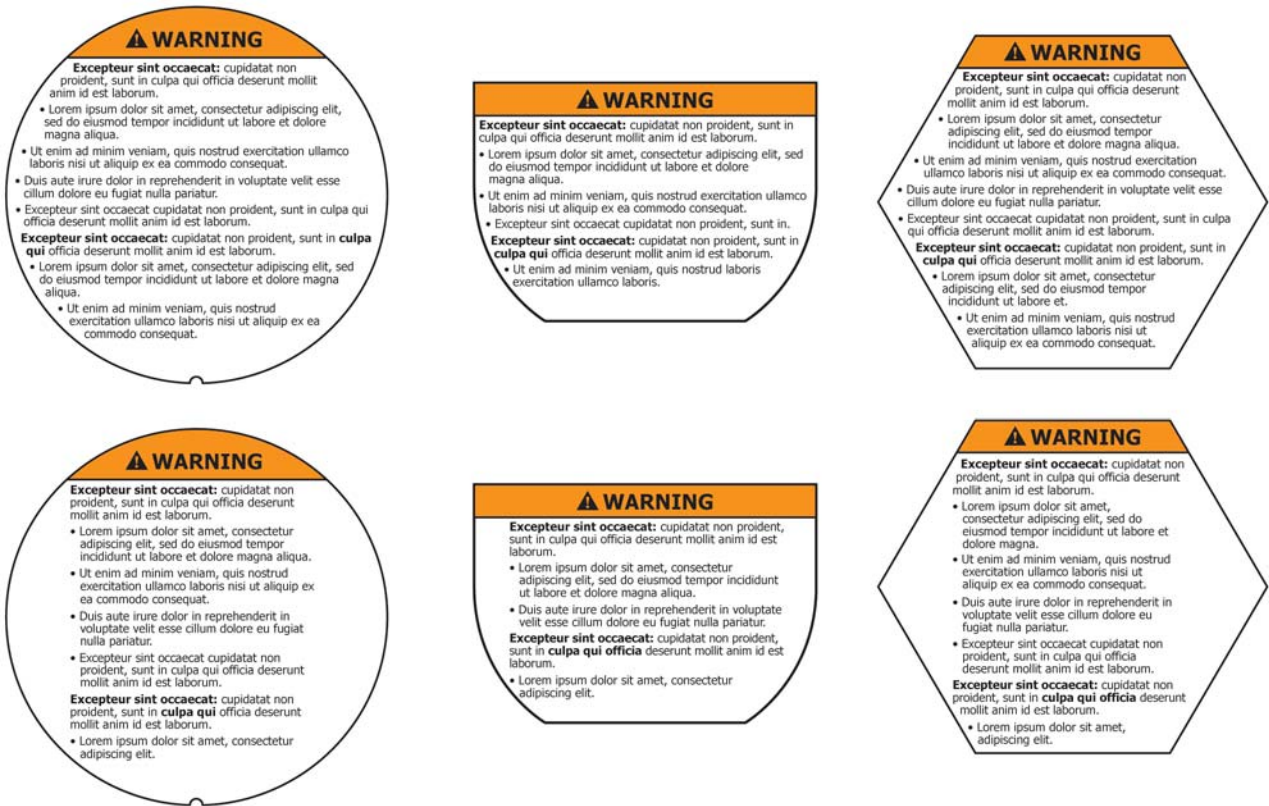 WARNING
Excepteur sint occaecat: cupidatat non
proident, sunt in culpa qui officia deserunt mollit
anim id est laborum.
• Lorem ipsum dolor sit amet, consectetur adipiscing elit,
sed do eiusmod tempor incididunt ut labore et dolore
magna aliqua.
• Ut enim ad minim veniam, quis nostrud exercitation ullamco
laboris nisi ut aliquip ex ea commodo consequat.
• Duis aute irure dolor in reprehenderit in voluptate velit esse
cillum dolore eu fugiat nulla pariatur.
• Excepteur sint occaecat cupidatat non proident, sunt in culpa qui
officia deserunt mollit anim id est laborum.
Excepteur sint occaecat: cupidatat non proident, sunt in culpa
qui officia deserunt mollit anim id est laborum.
• Lorem ipsum dolor sit amet, consectetur adipiscing elit, sed
do eiusmod tempor incididunt ut labore et dolore magna
aliqua.
• Ut enim ad minim veniam, quis nostrud
exercitation ullamco laboris nisi ut aliquip ex ea
commodo consequat.
WARNING
Excepteur sint occaecat: cupidatat non proident, sunt in
culpa qui officia deserunt mollit anim id est laborum.
• Lorem ipsum dolor sit amet, consectetur adipiscing elit, sed
do eiusmod tempor incididunt ut labore et dolore
magna aliqua.
• Ut enim ad minim veniam, quis nostrud exercitation ullamco
laboris nisi ut aliquip ex ea commodo consequat.
• Excepteur sint occaecat cupidatat non proident, sunt in.
Excepteur sint occaecat: cupidatat non proident, sunt in
culpa qui officia deserunt mollit anim id est laborum.
• Ut enim ad minim veniam, quis nostrud laboris
exercitation ullamco laboris.
WARNING
Excepteur sint occaecat: cupidatat non
proident, sunt in culpa qui officia deserunt
mollit anim id est laborum.
• Lorem ipsum dolor sit amet, consectetur
adipiscing elit, sed do eiusmod tempor
incididunt ut labore et dolore magna aliqua.
• Ut enim ad minim veniam, quis nostrud exercitation
ullamco laboris nisi ut aliquip ex ea commodo consequat.
• Duis aute irure dolor in reprehenderit in voluptate velit esse
cillum dolore eu fugiat nulla pariatur.
• Excepteur sint occaecat cupidatat non proident, sunt in culpa
qui officia deserunt mollit anim id est laborum.
Excepteur sint occaecat: cupidatat non proident, sunt in
culpa qui officia deserunt mollit anim id est laborum.
• Lorem ipsum dolor sit amet, consectetur
adipiscing elit, sed do eiusmod tempor
incididunt ut labore et.
• Ut enim ad minim veniam, quis nostrud
exercitation ullamco laboris nisi ut
aliquip ex ea commodo consequat.
WARNING
Excepteur sint occaecat: cupidatat non
proident, sunt in culpa qui officia deserunt
mollit anim id est laborum.
• Lorem ipsum dolor sit amet, consectetur
adipiscing elit, sed do eiusmod tempor
incididunt ut labore et dolore magna aliqua.
• Ut enim ad minim veniam, quis nostrud
exercitation ullamco laboris nisi ut aliquip ex
ea commodo consequat.
• Duis aute irure dolor in reprehenderit in
voluptate velit esse cillum dolore eu fugiat
nulla pariatur.
• Excepteur sint occaecat cupidatat non
proident, sunt in culpa qui officia deserunt
mollit anim id est laborum.
Excepteur sint occaecat: cupidatat non
proident, sunt in culpa qui officia deserunt
mollit anim id est laborum.
• Lorem ipsum dolor sit amet, consectetur
adipiscing elit.
WARNING
Excepteur sint occaecat: cupidatat non proident,
sunt in culpa qui officia deserunt mollit anim id est
laborum.
• Lorem ipsum dolor sit amet, consectetur
adipiscing elit, sed do eiusmod tempor incididunt
ut labore et dolore magna aliqua.
• Duis aute irure dolor in reprehenderit in voluptate
velit esse cillum dolore eu fugiat nulla pariatur.
Excepteur sint occaecat: cupidatat non proident,
sunt in culpa qui officia deserunt mollit anim id est
laborum.
• Lorem ipsum dolor sit amet, consectetur
adipiscing elit.
WARNING
Excepteur sint occaecat: cupidatat non
proident, sunt in culpa qui officia deserunt
mollit anim id est laborum.
• Lorem ipsum dolor sit amet,
consectetur adipiscing elit, sed do
eiusmod tempor incididunt ut labore et
dolore magna.
• Ut enim ad minim veniam, quis nostrud
exercitation ullamco laboris nisi ut
aliquip ex ea commodo consequat.
• Duis aute irure dolor in reprehenderit in
voluptate velit esse cillum dolore eu
fugiat nulla pariatur.
• Excepteur sint occaecat cupidatat non
proident, sunt in culpa qui officia
deserunt mollit anim id est laborum.
Excepteur sint occaecat: cupidatat non
proident, sunt in culpa qui officia deserunt
mollit anim id est laborum.
• Lorem ipsum dolor sit amet,
adipiscing elit.